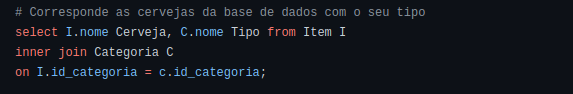 # Corresponde as cervejas da base de dados com o seu tipo
select I.nome Cerveja, C.nome Tipo from Item I
inner join Categoria C
on I.id_categoria = c.id_categoria;